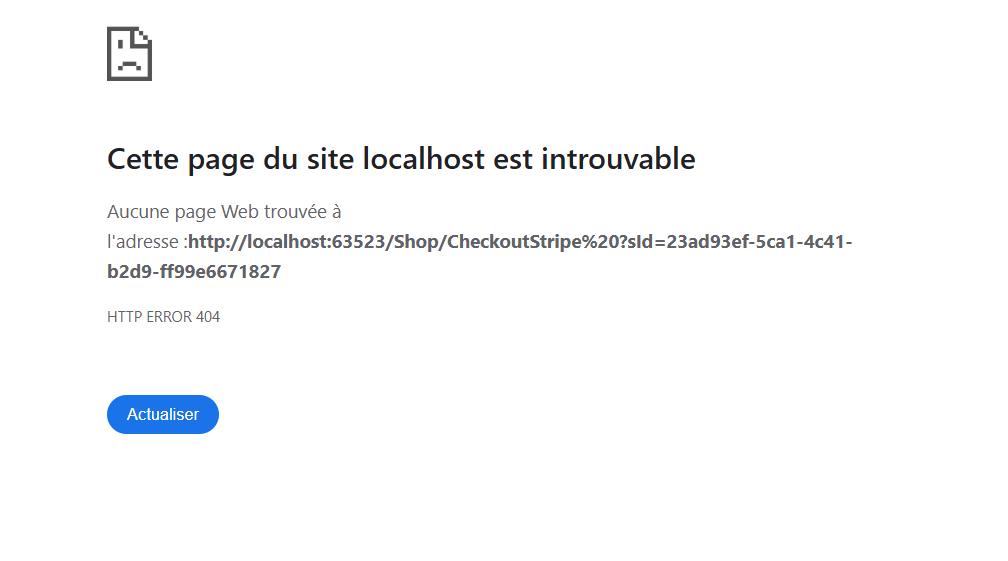 Cette page du site localhost est introuvable
Aucune page Web trouvée à
l'adresse :http://localhost:63523/Shop/CheckoutStripe%20?sId=23ad93ef-5ca1-4c41-
b2d9-ff99e6671827
HTTP ERROR 404
Actualiser